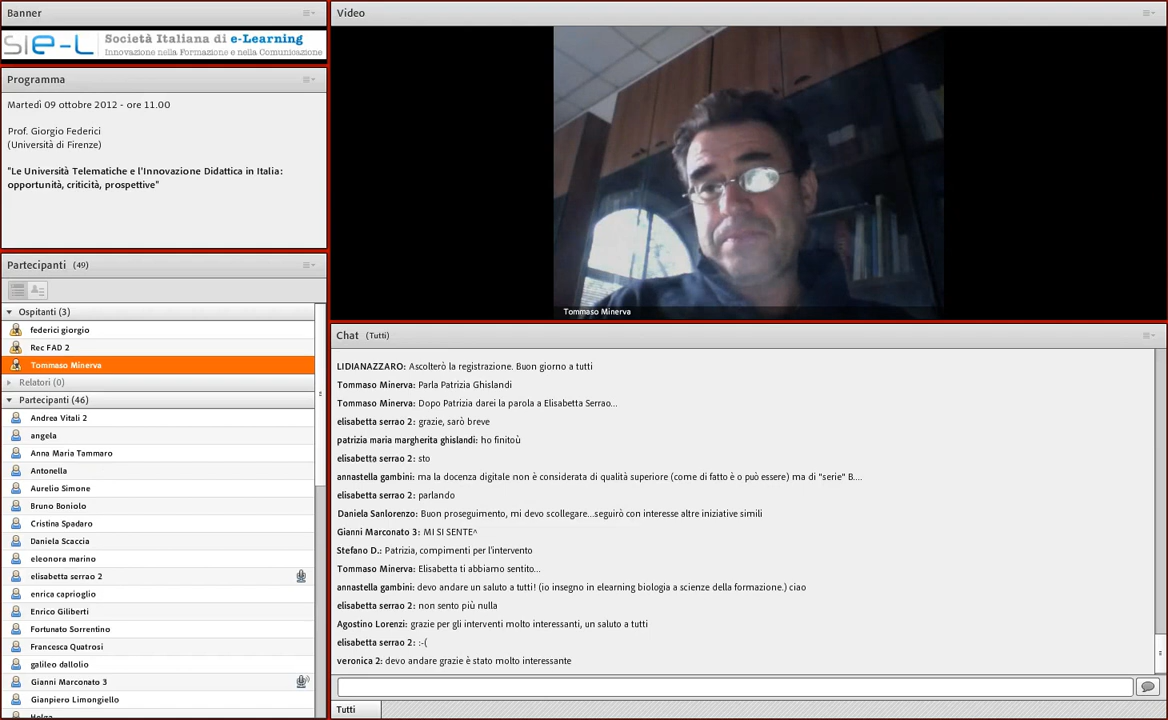 Banner
SIe-L Società Italiana di e-Learning
Innovazione nella Formazione e nella Comunicazione
Programma
Martedì 09 ottobre 2012 - ore 11.00
Prof. Giorgio Federici
(Università di Firenze)
"Le Università Telematiche e l'Innovazione Didattica in Italia:
opportunità, criticità, prospettive"
Partecipanti (49)
Ospitanti (3)
federici giorgio
Rec FAD 2
Tommaso Minerva
Relatori (0)
Partecipanti (46)
Andrea Vitali 2
angela
Anna Maria Tammaro
Antonella
Aurelio Simone
Bruno Boniolo
Cristina Spadaro
Daniela Scaccia
eleonora marino
elisabetta serrao 2
enrica caprioglio
Enrico Giliberti
Fortunato Sorrentino
Francesca Quatrosi
galileo dallolio
Gianni Marconato 3
Gianpiero Limongiello
Helga
Video
Tommaso Minerva
Chat (Tutti)
LIDIANAZZARO: Ascolterò la registrazione. Buon giorno a tutti
Tommaso Minerva: Parla Patrizia Ghislandi
Tommaso Minerva: Dopo Patrizia darei la parola a Elisabetta Serrao...
elisabetta serrao 2: grazie, sarò breve
patrizia maria margherita ghislandi: ho finitoù
elisabetta serrao 2: sto
annastella gambini: ma la docenza digitale non è considerata di qualità superiore (come di fatto è o può essere) ma di "serie" B....
elisabetta serrao 2: parlando
Daniela Sanlorenzo: Buon proseguimento, mi devo scollegare...seguirò con interesse altre iniziative simili
Gianni Marconato 3: MI SI SENTE^
Stefano D.: Patrizia, compimenti per l'intervento
Tommaso Minerva: Elisabetta ti abbiamo sentito...
annastella gambini: devo andare un saluto a tutti! (io insegno in elearning biologia a scienze della formazione.) ciao
elisabetta serrao 2: non sento più nulla
Agostino Lorenzi: grazie per gli interventi molto interessanti, un saluto a tutti
elisabetta serrao 2: :-(
veronica 2: devo andare grazie è stato molto interessante
Tutti